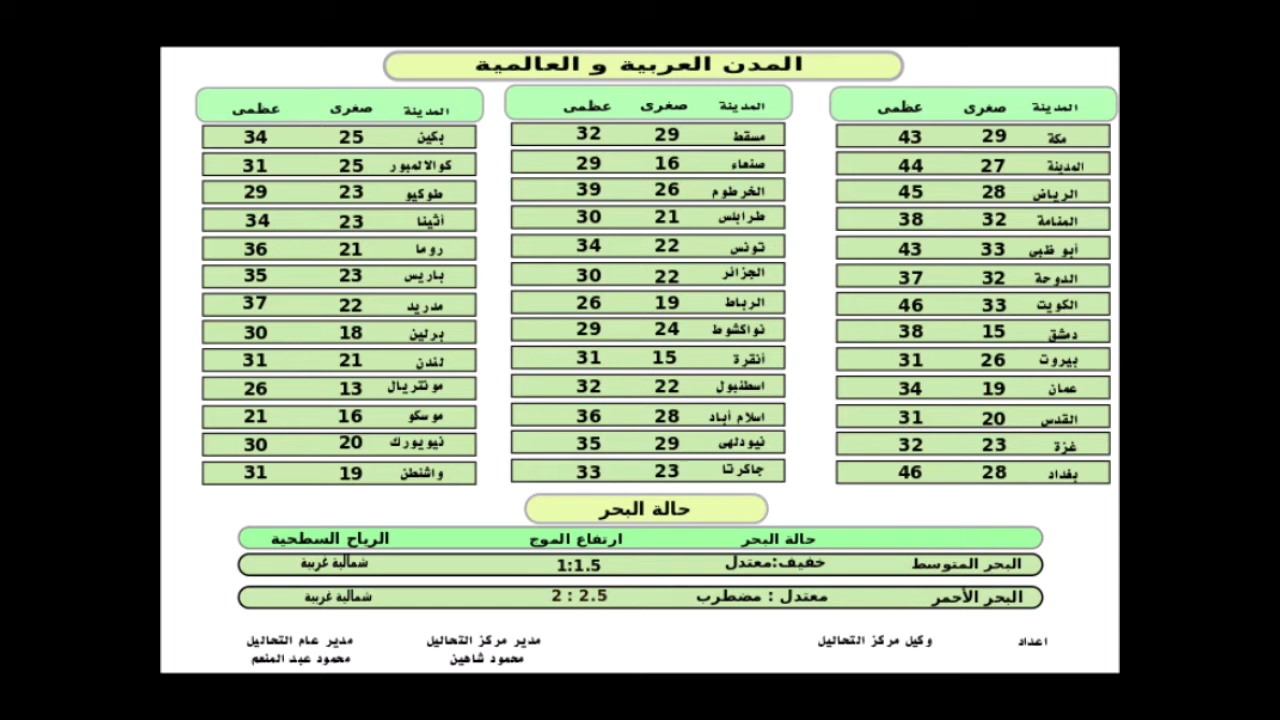 المدن العربية و العالمية
المدينة صغرى عظمى
مكة 29 43
المدينة 27 44
الرياض 28 45
المنامة 32 38
أبو ظبى 33 43
الدوحة 32 37
الكويت 33 46
دمشق 15 38
بيروت 26 31
عمان 19 34
القدس 20 31
غزة 23 32
بغداد 28 46
المدينة صغرى عظمى
مسقط 29 32
صنعاء 16 29
الخرطوم 26 39
طرابلس 21 30
تونس 22 34
الجزائر 22 30
الرباط 19 26
نواكشوط 24 29
أنقرة 15 31
اسطنبول 22 32
اسلام أباد 28 36
نيودلهى 29 35
جاكرتا 23 33
المدينة صغرى عظمى
بكين 25 34
كوالالمبور 25 31
طوكيو 23 29
أثينا 23 34
روما 21 36
باريس 23 35
مدريد 22 37
برلين 18 30
لندن 21 31
مونتريال 13 26
موسكو 16 21
نيويورك 20 30
واشنطن 19 31
حالة البحر
حالة البحر ارتفاع الموج الرياح السطحية
البحر المتوسط خفيف:معتدل 1:1.5 شمالية غربية
البحر الأحمر معتدل : مضطرب 2 : 2.5 شمالية غربية
اعداد وكيل مركز التحاليل مدير مركز التحاليل مدير عام التحاليل
محمود شاهين محمود عبد المنعم